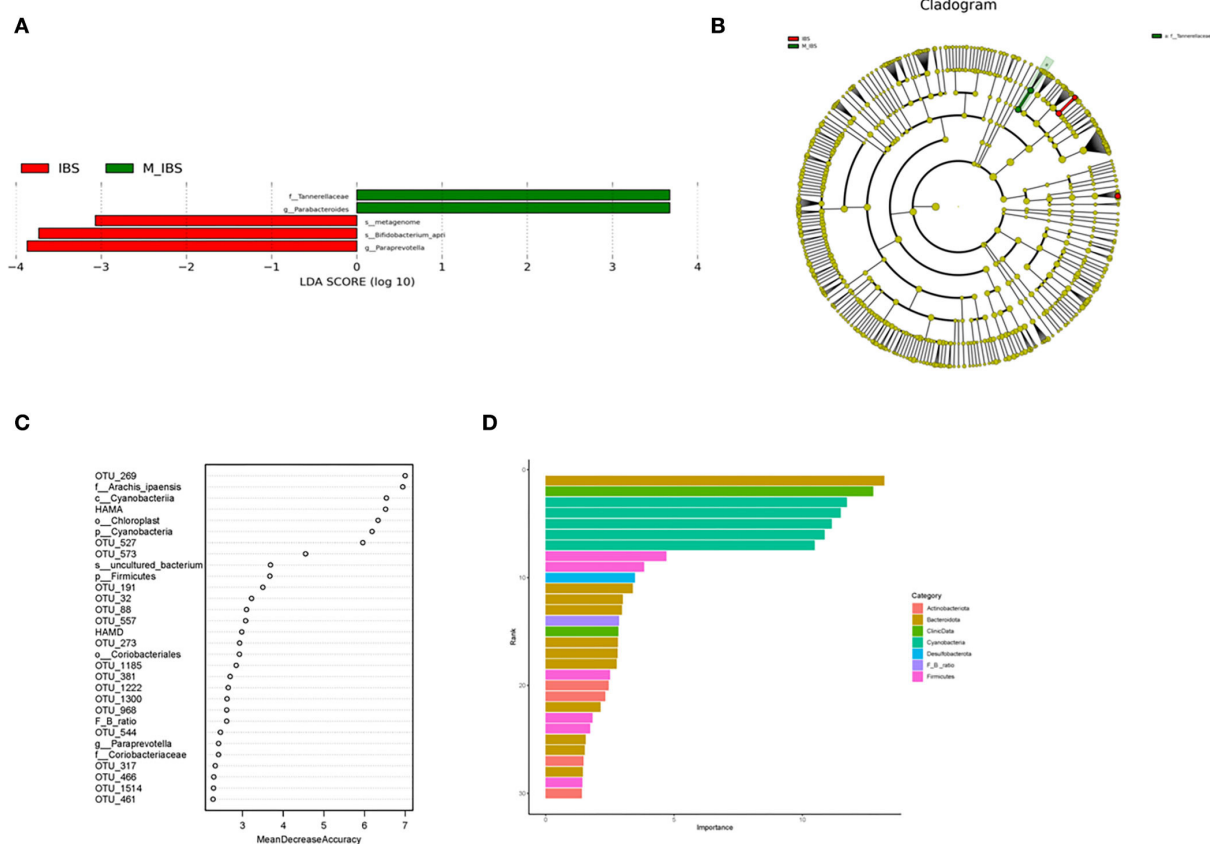 A
IBS
M_IBS
f__Tannerellaceae
g__Parabacteroides
s__metagenome
s__Bifidobacterium_apri
g__Paraprevotella
−4 −3 −2 −1 0 1 2 3 4
LDA SCORE (log 10)
B
Cladogram
IBS
M_IBS
a: f__Tannerellaceae
a
C
OTU_269
f__Arachis_ipaensis
c__Cyanobacteriia
HAMA
o__Chloroplast
p__Cyanobacteria
OTU_527
OTU_573
s__uncultured_bacterium
p__Firmicutes
OTU_191
OTU_32
OTU_88
OTU_557
HAMD
OTU_273
o__Coriobacteriales
OTU_1185
OTU_381
OTU_1222
OTU_1300
OTU_968
F_B_ratio
OTU_544
g__Paraprevotella
f__Coriobacteriaceae
OTU_317
OTU_466
OTU_1514
OTU_461
3 4 5 6 7
MeanDecreaseAccuracy
D
0
10
20
30
Rank
0 5 10
Importance
Category
Actinobacteriota
Bacteroidota
ClinicData
Cyanobacteria
Desulfobacterota
F_B_ratio
Firmicutes